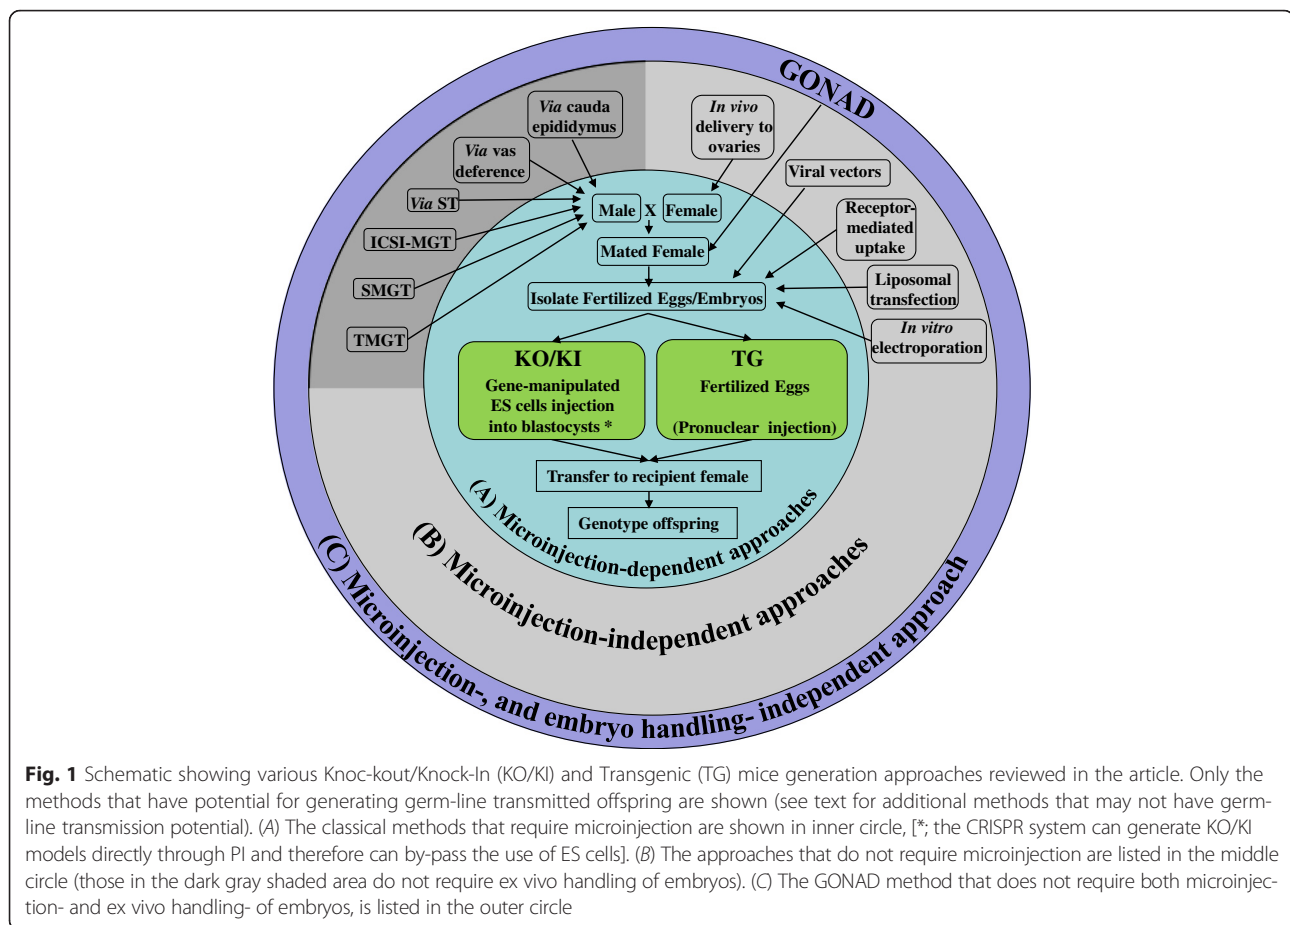 GONAD
Via cauda
epididymus
In vivo
delivery to
ovaries
Via vas
deference
Viral vectors
Via ST
Male X Female
Receptor-
mediated
uptake
ICSI-MGT
Mated Female
SMGT
Isolate Fertilized Eggs/Embryos
Liposomal
transfection
TMGT
In vitro
electroporation
KO/KI
Gene-manipulated
ES cells injection
into blastocysts *
TG
Fertilized Eggs
(Pronuclear injection)
Transfer to recipient female
Genotype offspring
(A) Microinjection-dependent approaches
(B) Microinjection-independent approaches
(C) Microinjection-, and embryo handling- independent approach
Fig. 1 Schematic showing various Knoc-kout/Knock-In (KO/KI) and Transgenic (TG) mice generation approaches reviewed in the article. Only the
methods that have potential for generating germ-line transmitted offspring are shown (see text for additional methods that may not have germ-
line transmission potential). (A) The classical methods that require microinjection are shown in inner circle, [*; the CRISPR system can generate KO/KI
models directly through PI and therefore can by-pass the use of ES cells]. (B) The approaches that do not require microinjection are listed in the middle
circle (those in the dark gray shaded area do not require ex vivo handling of embryos). (C) The GONAD method that does not require both microinjec-
tion- and ex vivo handling- of embryos, is listed in the outer circle